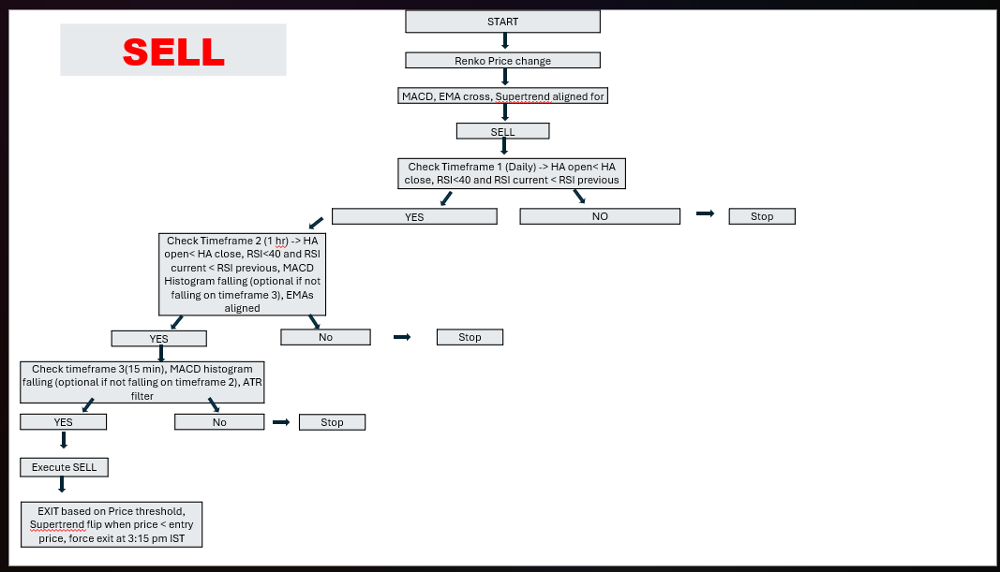 SELL
START
Renko Price change
MACD, EMA cross, Supertrend aligned for
SELL
Check Timeframe 1 (Daily) -> HA open< HA
close, RSI<40 and RSI current < RSI previous
YES
NO
Stop
Check Timeframe 2 (1 hr) -> HA
open< HA close, RSI<40 and RSI
current < RSI previous, MACD
Histogram falling (optional if not
falling on timeframe 3), EMAs
aligned
YES
No
Stop
Check timeframe 3(15 min), MACD histogram
falling (optional if not falling on timeframe 2), ATR
filter
YES
No
Stop
Execute SELL
EXIT based on Price threshold,
Supertrend flip when price < entry
price, force exit at 3:15 pm IST